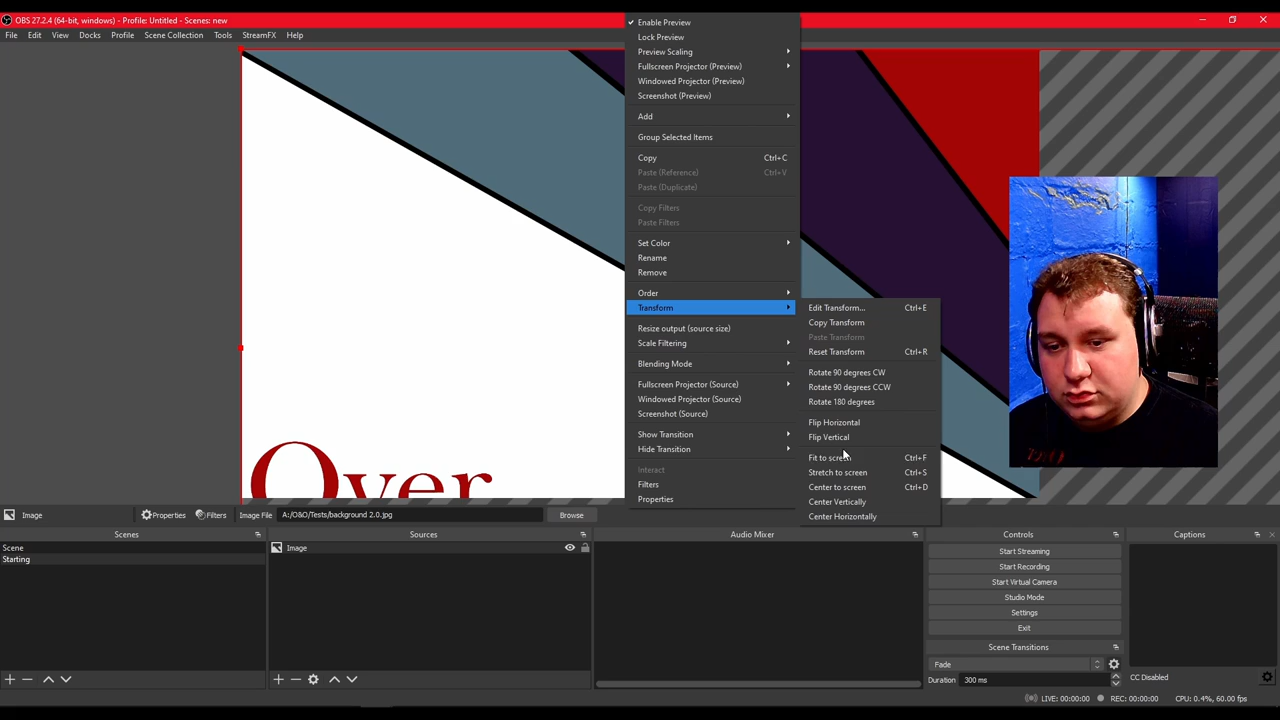 OBS 27.2.4 (64-bit, windows) - Profile: Untitled - Scenes: new
File Edit View Docks Profile Scene Collection Tools StreamFX Help
Enable Preview
Lock Preview
Preview Scaling
Fullscreen Projector (Preview)
Windowed Projector (Preview)
Screenshot (Preview)
Add
Group Selected Items
Copy Ctrl+C
Paste (Reference) Ctrl+V
Paste (Duplicate)
Copy Filters
Paste Filters
Set Color
Rename
Remove
Order
Transform
Resize output (source size)
Scale Filtering
Blending Mode
Fullscreen Projector (Source)
Windowed Projector (Source)
Screenshot (Source)
Show Transition
Hide Transition
Interact
Filters
Properties
Edit Transform... Ctrl+E
Copy Transform
Paste Transform
Reset Transform Ctrl+R
Rotate 90 degrees CW
Rotate 90 degrees CCW
Rotate 180 degrees
Flip Horizontal
Flip Vertical
Fit to screen Ctrl+F
Stretch to screen Ctrl+S
Center to screen Ctrl+D
Center Vertically
Center Horizontally
Over
Image Properties Filters Image File A:/O&O/Tests/background 2.0.jpg Browse
Scenes Sources Audio Mixer Controls Captions
Scene
Starting
Image
Start Streaming
Start Recording
Start Virtual Camera
Studio Mode
Settings
Exit
Scene Transitions
Fade
Duration 300 ms
CC Disabled
LIVE: 00:00:00 REC: 00:00:00 CPU: 0.4%, 60.00 fps